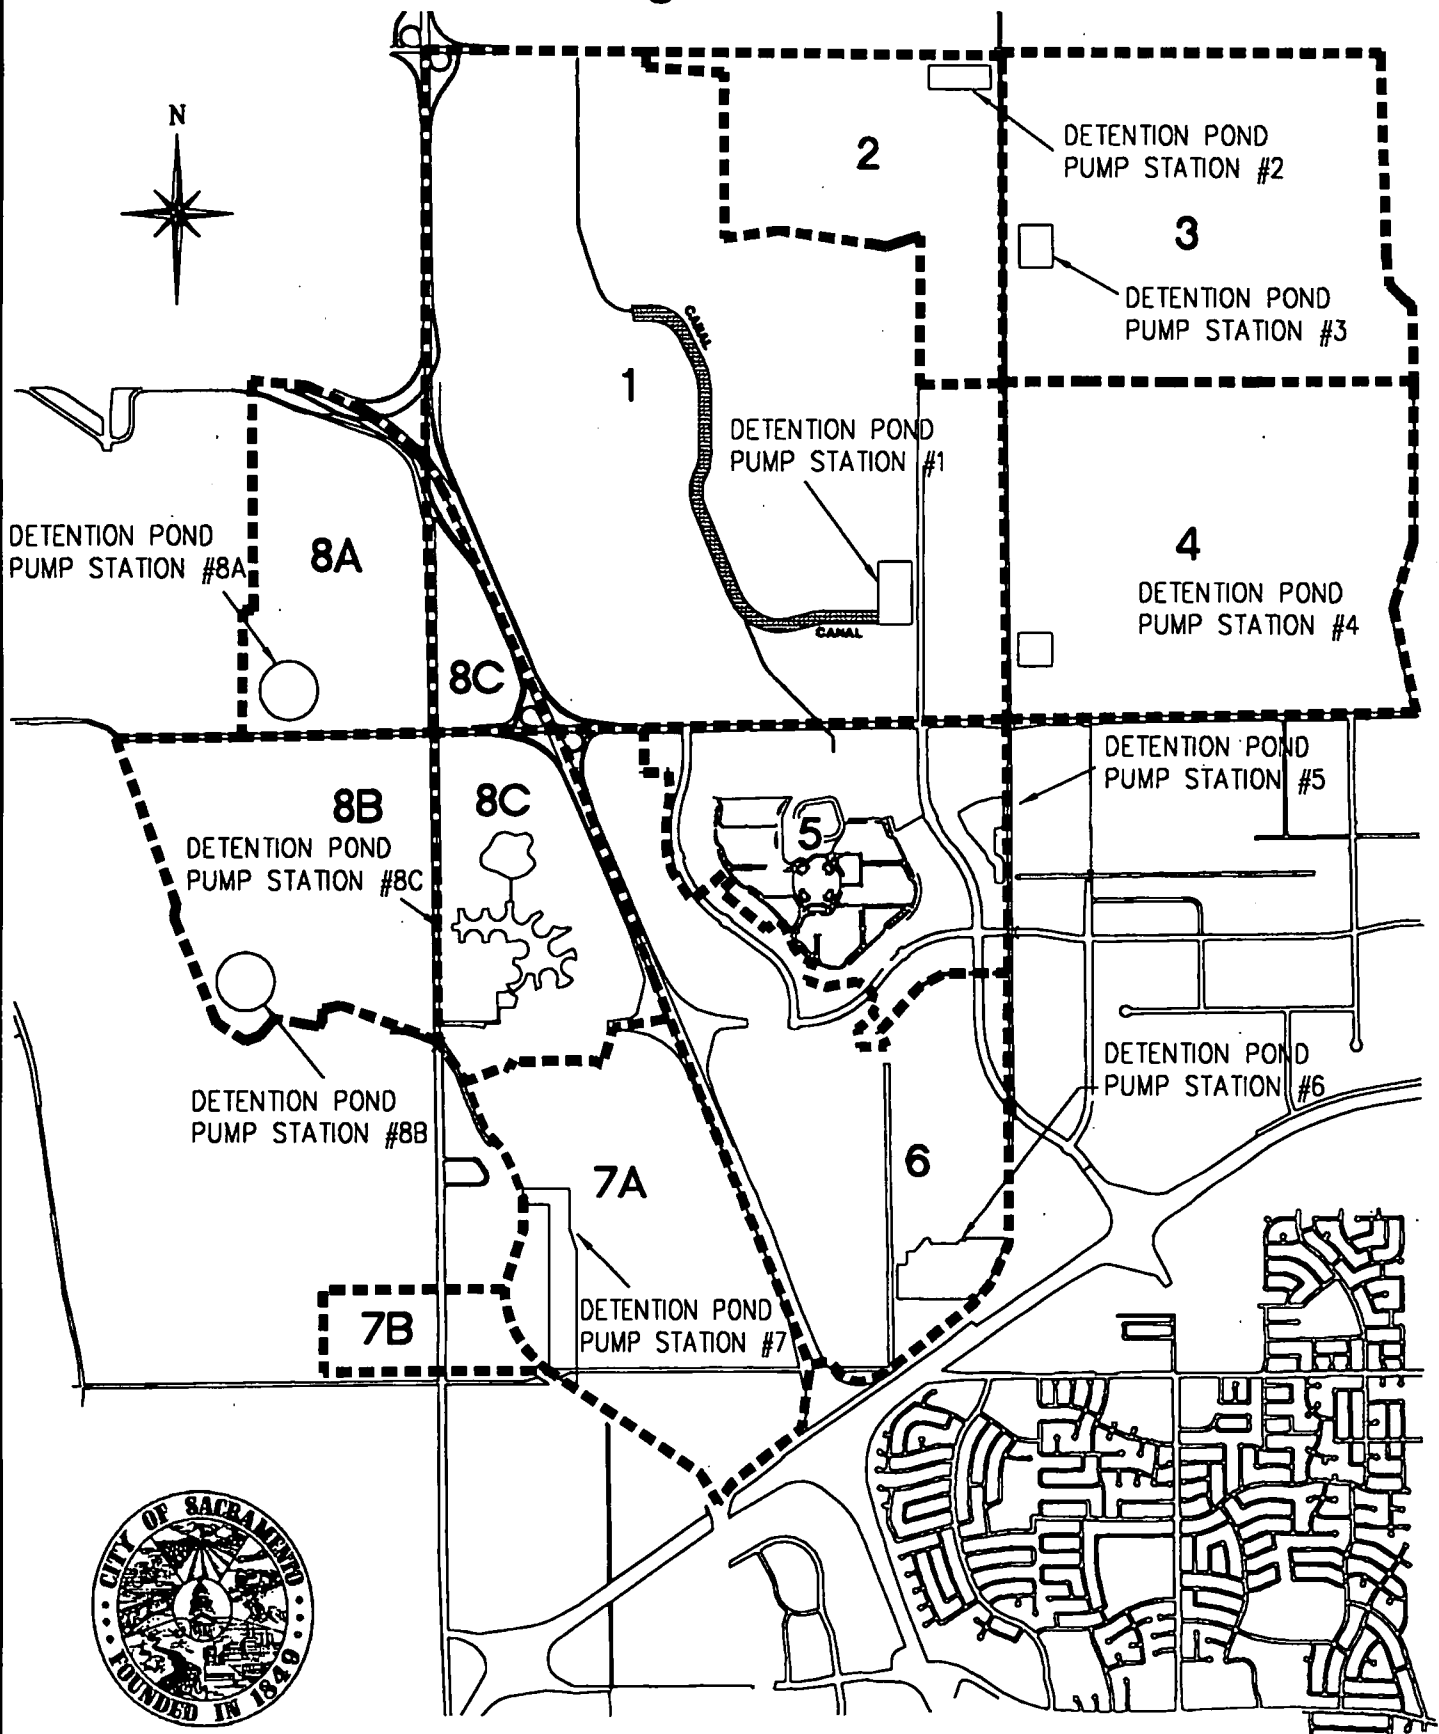 N
2
DETENTION POND
PUMP STATION #2
3
DETENTION POND
PUMP STATION #3
CANAL
1
DETENTION POND
PUMP STATION #1
DETENTION POND
PUMP STATION #8A
8A
4
DETENTION POND
PUMP STATION #4
CANAL
8C
DETENTION POND
PUMP STATION #5
8B
8C
5
DETENTION POND
PUMP STATION #8C
DETENTION POND
PUMP STATION #6
DETENTION POND
PUMP STATION #8B
6
7A
7B
DETENTION POND
PUMP STATION #7
CITY OF SACRAMENTO
FOUNDED IN 1849